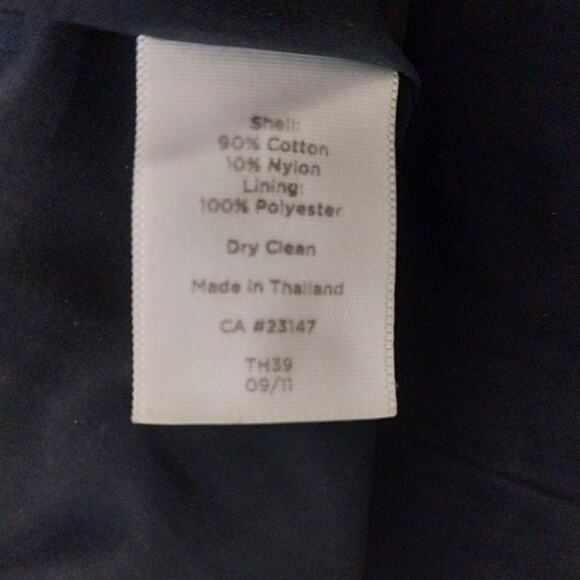 Shell:
90% Cotton
10% Nylon
Lining:
100% Polyester
Dry Clean
Made in Thailand
CA #23147
TH39
09/11